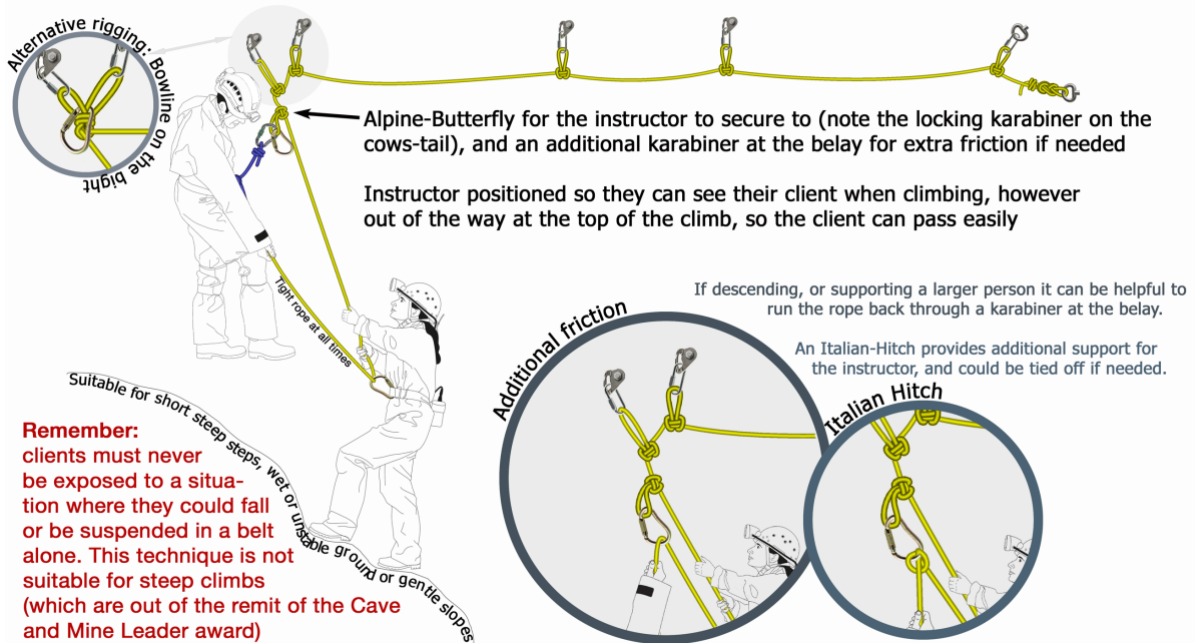 Alternative rigging: Bowline on the bight
Alpine-Butterfly for the instructor to secure to (note the locking karabiner on the
cows-tail), and an additional karabiner at the belay for extra friction if needed
Instructor positioned so they can see their client when climbing, however
out of the way at the top of the climb, so the client can pass easily
Tight rope at all times
If descending, or supporting a larger person it can be helpful to
run the rope back through a karabiner at the belay.
An Italian-Hitch provides additional support for
the instructor, and could be tied off if needed.
Additional friction
Italian Hitch
Suitable for short steep steps, wet or unstable ground or gentle slopes
Remember:
clients must never
be exposed to a situa-
tion where they could fall
or be suspended in a belt
alone. This technique is not
suitable for steep climbs
(which are out of the remit of the Cave
and Mine Leader award)